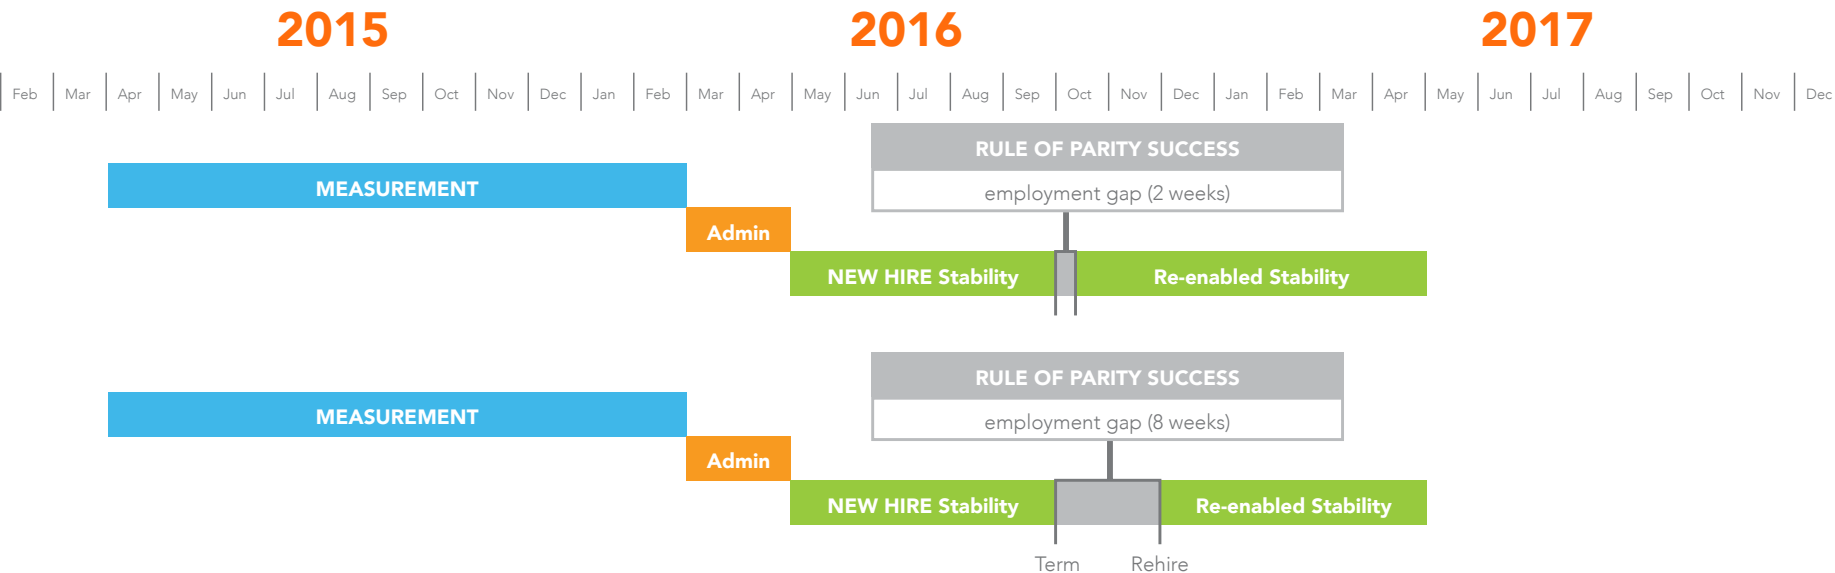 2015 2016 2017
Feb Mar Apr May Jun Jul Aug Sep Oct Nov Dec Jan Feb Mar Apr May Jun Jul Aug Sep Oct Nov Dec Jan Feb Mar Apr May Jun Jul Aug Sep Oct Nov Dec
RULE OF PARITY SUCCESS
MEASUREMENT
employment gap (2 weeks)
Admin
NEW HIRE Stability
Re-enabled Stability
RULE OF PARITY SUCCESS
MEASUREMENT
employment gap (8 weeks)
Admin
NEW HIRE Stability
Re-enabled Stability
Term
Rehire